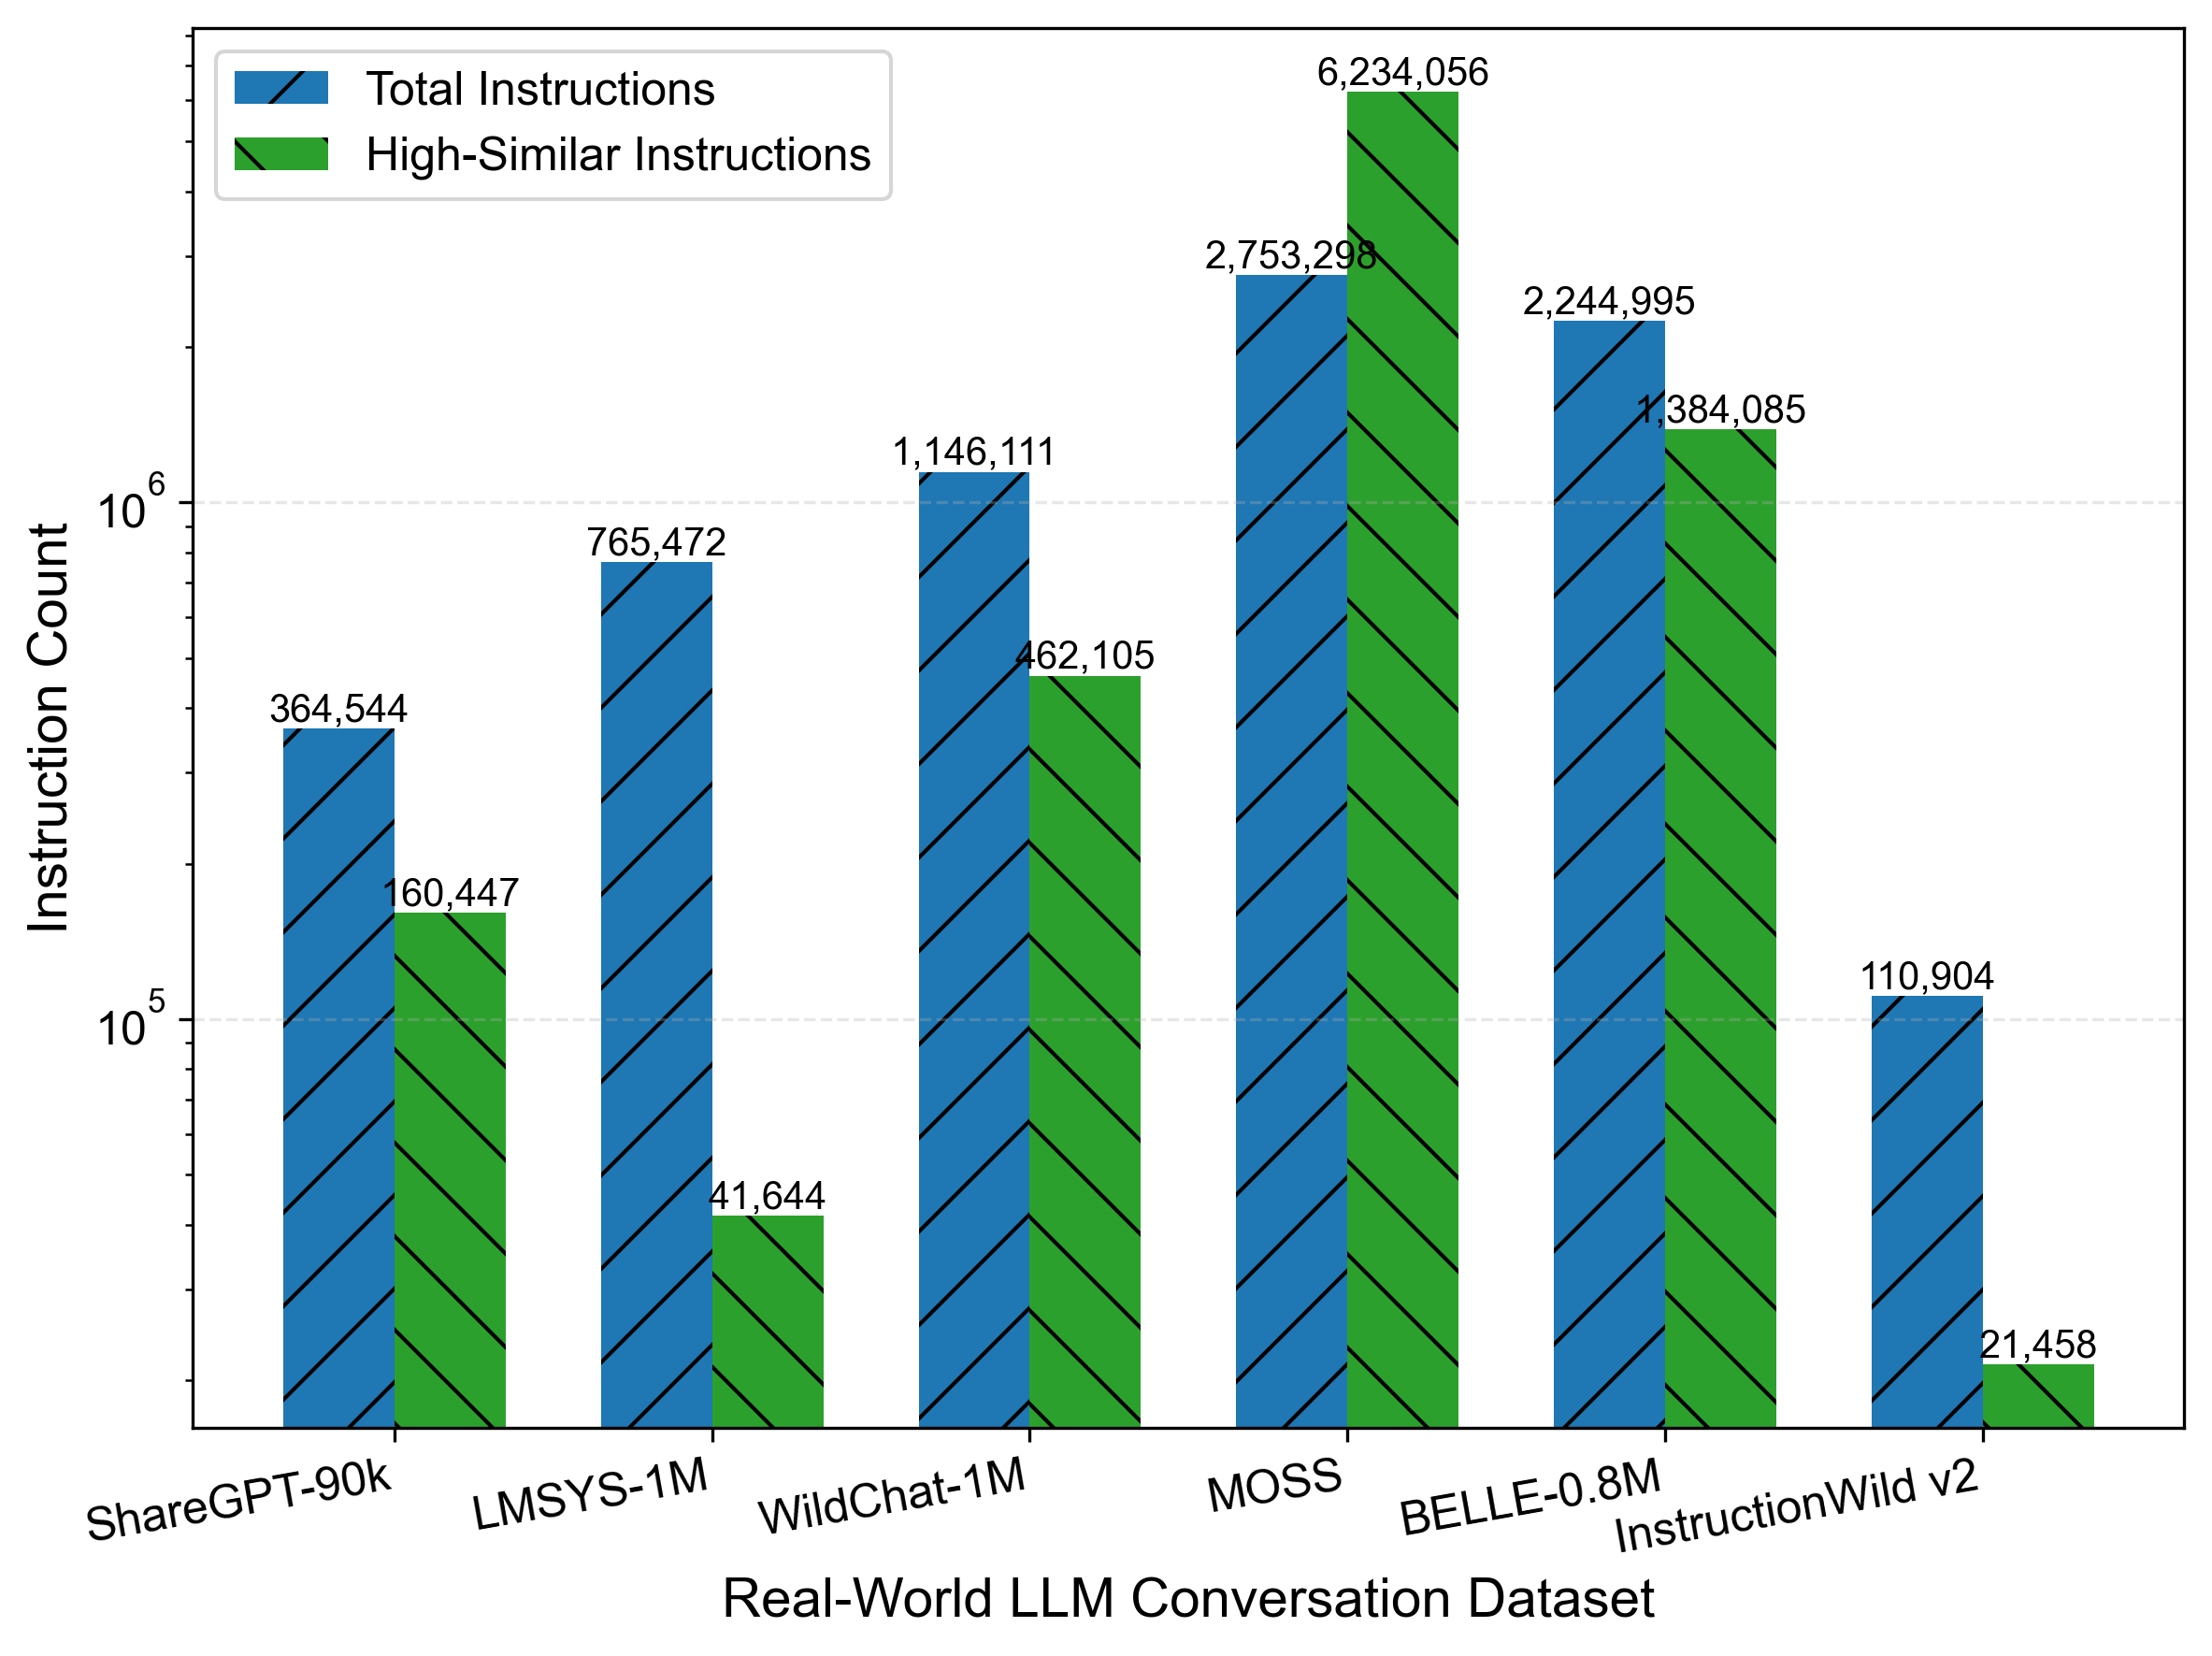 Total Instructions
High-Similar Instructions
Instruction Count
10^6
10^5
364,544
160,447
765,472
41,644
1,146,111
462,105
2,753,298
6,234,056
2,244,995
1,384,085
110,904
21,458
ShareGPT-90k
LMSYS-1M
WildChat-1M
MOSS
BELLE-0.8M
InstructionWild v2
Real-World LLM Conversation Dataset